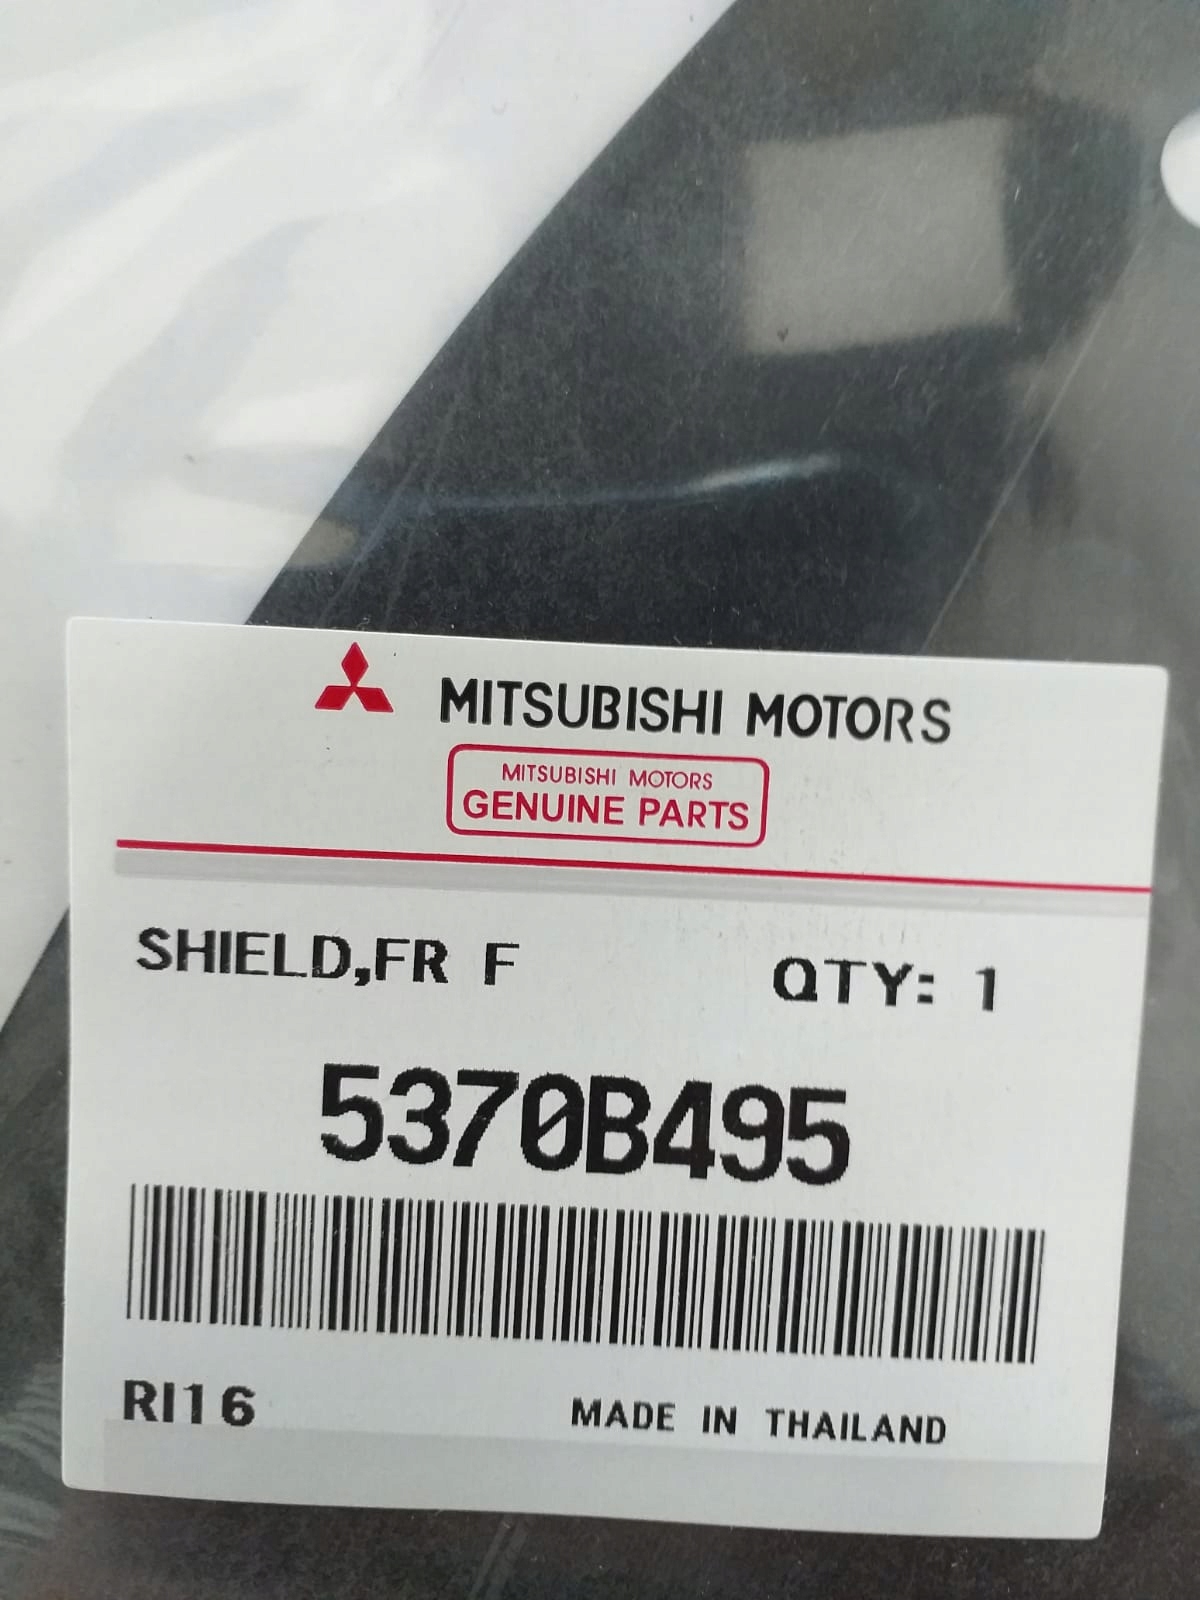 MITSUBISHI MOTORS
MITSUBISHI MOTORS
GENUINE PARTS
SHIELD,FR F QTY: 1
5370B495
RI16 MADE IN THAILAND